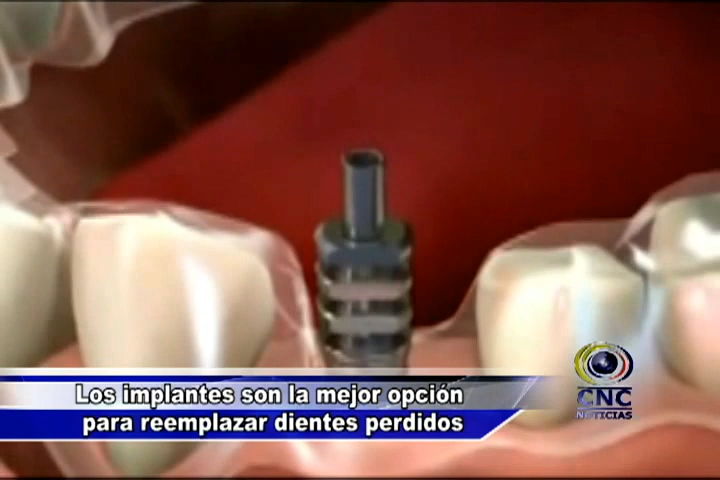 Los implantes son la mejor opción
para reemplazar dientes perdidos
CNC
NOTICIAS